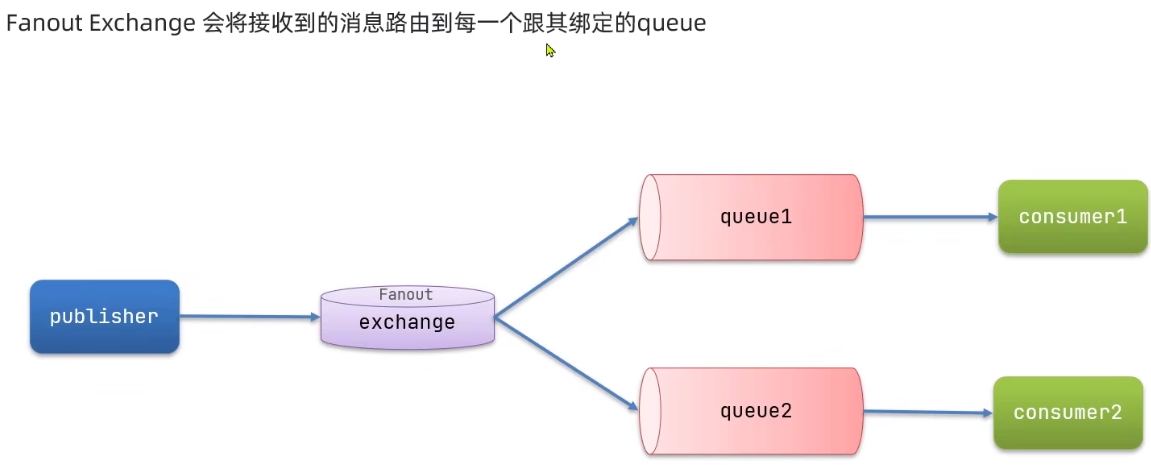 Fanout Exchange 会将接收到的消息路由到每一个跟其绑定的queue
queue1
consumer1
publisher
Fanout
exchange
queue2
consumer2